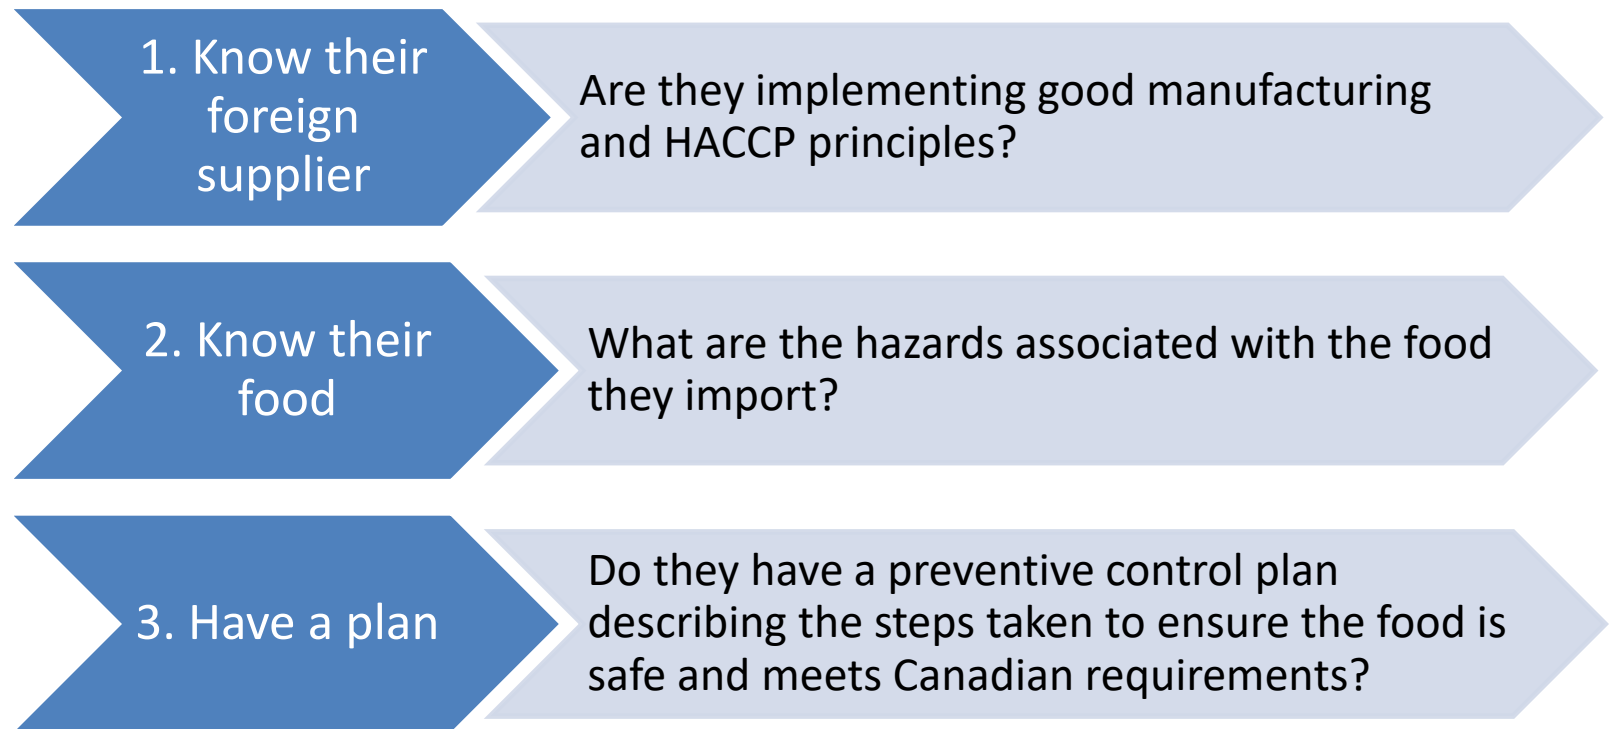 1. Know their
foreign
supplier
Are they implementing good manufacturing
and HACCP principles?
2. Know their
food
What are the hazards associated with the food
they import?
3. Have a plan
Do they have a preventive control plan
describing the steps taken to ensure the food is
safe and meets Canadian requirements?